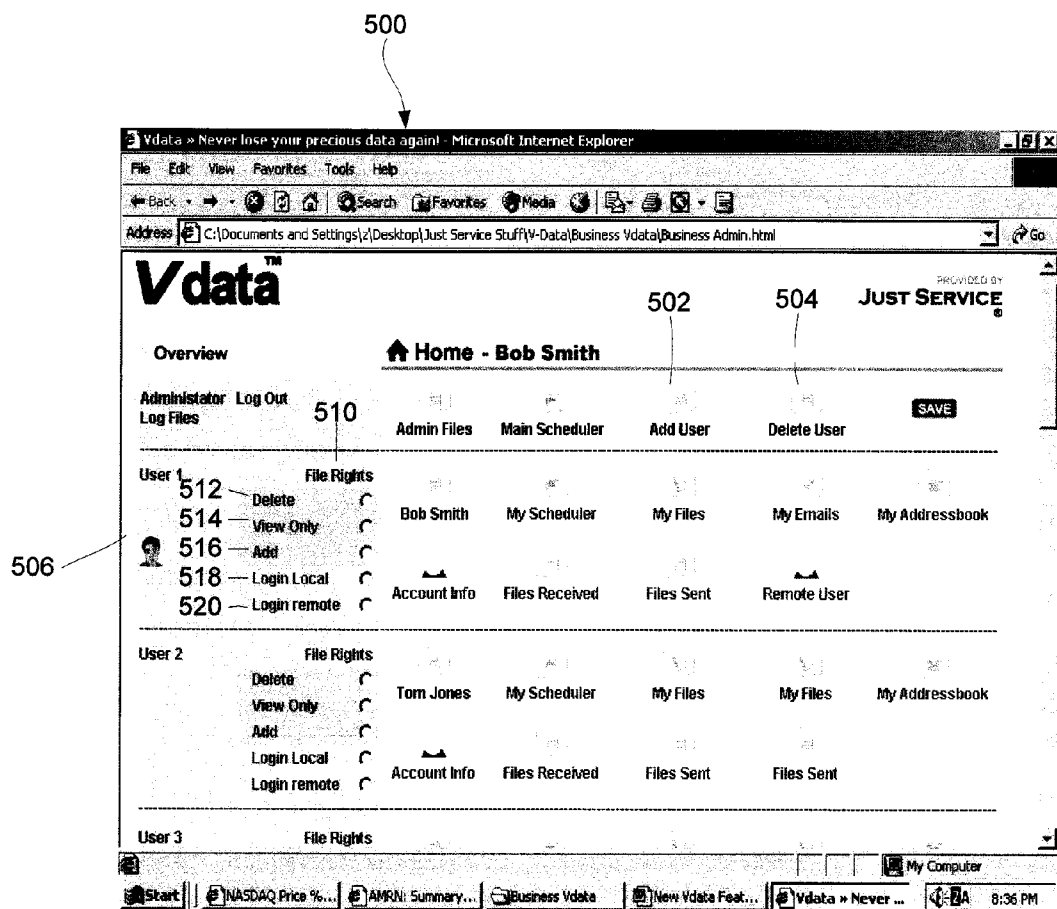 500
Vdata » Never lose your precious data again! - Microsoft Internet Explorer
File Edit View Favorites Tools Help
Back Search Favorites Media
Address C:\Documents and Settings\z\Desktop\Just Service Stuff\V-Data\Business Vdata\Business Admin.html Go
Vdata™
PROVIDED BY
JUST SERVICE®
502 504
Overview
Home - Bob Smith
Administator Log Out
Log Files
510
Admin Files Main Scheduler Add User Delete User SAVE
User 1 File Rights
512 Delete
514 View Only
516 Add
518 Login Local
520 Login remote
506
Bob Smith My Scheduler My Files My Emails My Addressbook
Account Info Files Received Files Sent Remote User
User 2 File Rights
Delete
View Only
Add
Login Local
Login remote
Tom Jones My Scheduler My Files My Files My Addressbook
Account Info Files Received Files Sent Files Sent
User 3 File Rights
My Computer
Start NASDAQ Price %... AMRN: Summary... Business Vdata New Vdata Feat... Vdata » Never ... 8:36 PM